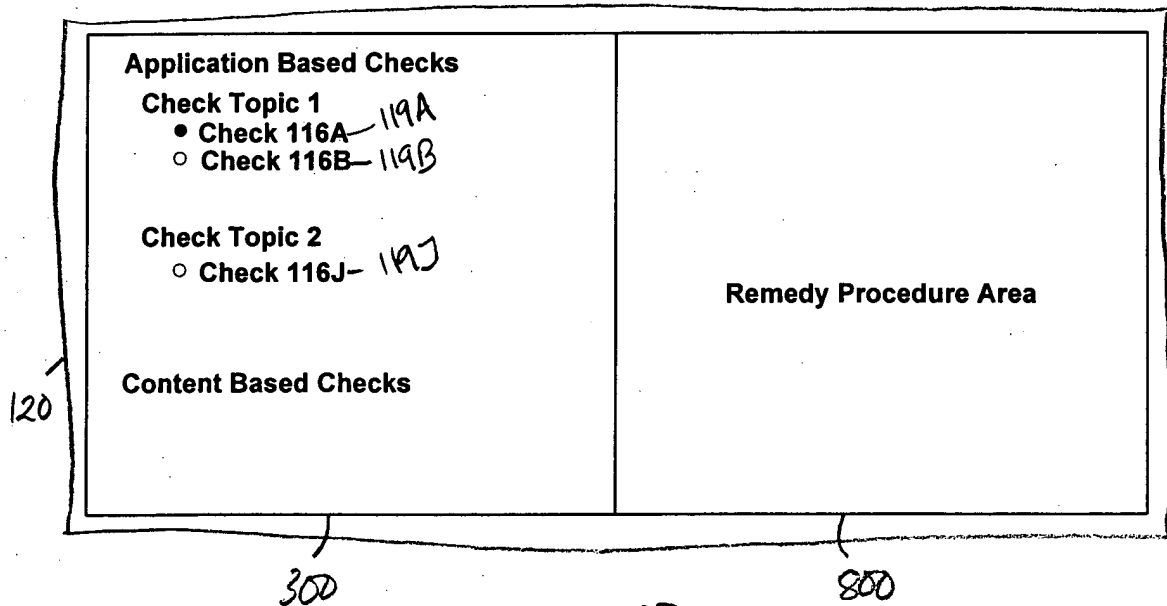 Application Based Checks
Check Topic 1
● Check 116A 119A
○ Check 116B 119B
Check Topic 2
○ Check 116J 119J
Remedy Procedure Area
Content Based Checks
120
300
800